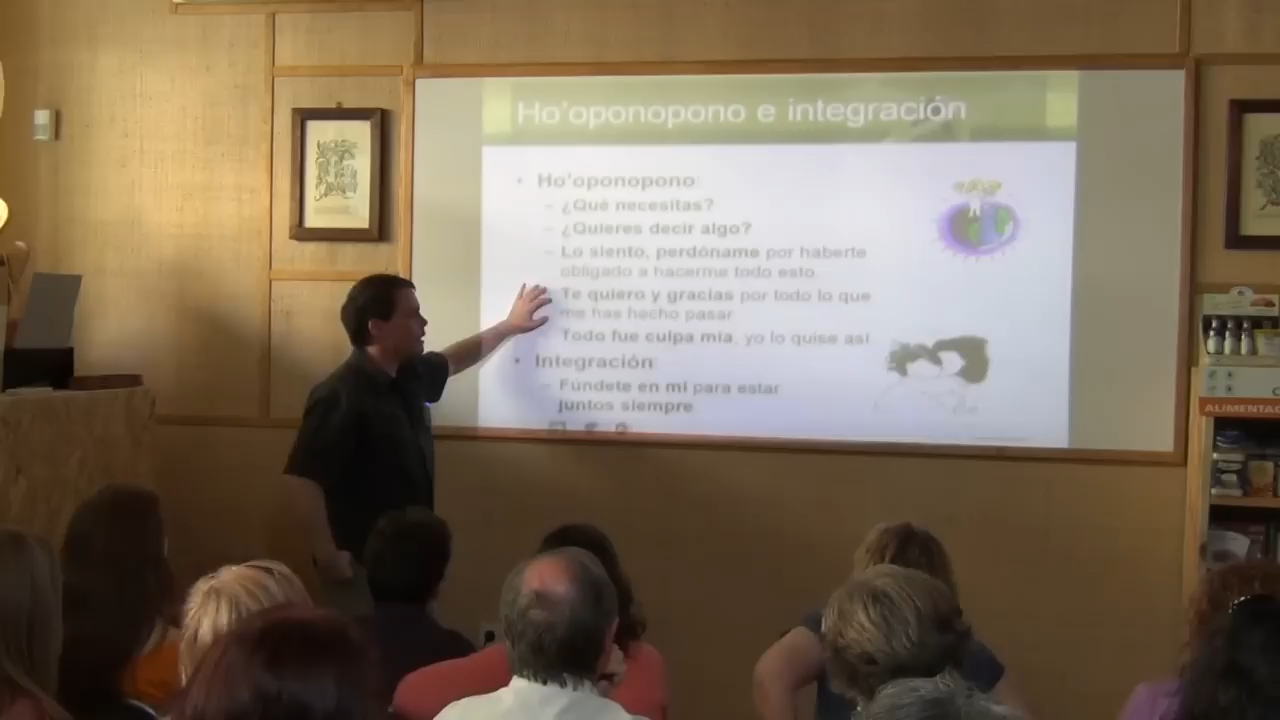 Ho'oponopono e integración
• Ho'oponopono:
– ¿Qué necesitas?
– ¿Quieres decir algo?
– Lo siento, perdóname por haberte
obligado a hacerme todo esto.
Te quiero y gracias por todo lo que
me has hecho pasar
Todo fue culpa mía, yo lo quise así
• Integración:
– Fúndete en mí para estar
juntos siempre.
ALIMENTA